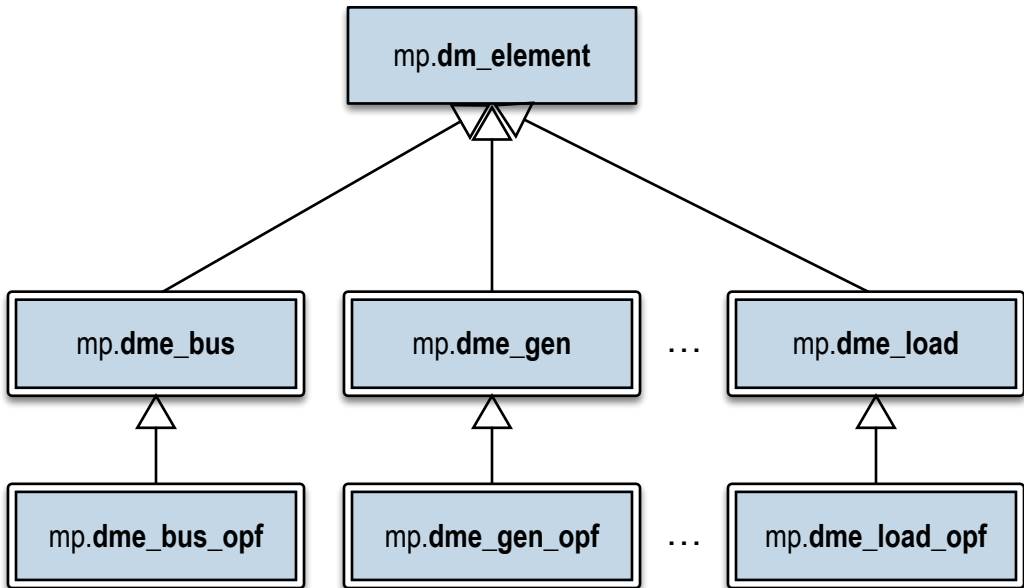 mp.dm_element
mp.dme_bus
mp.dme_gen
...
mp.dme_load
mp.dme_bus_opf
mp.dme_gen_opf
...
mp.dme_load_opf